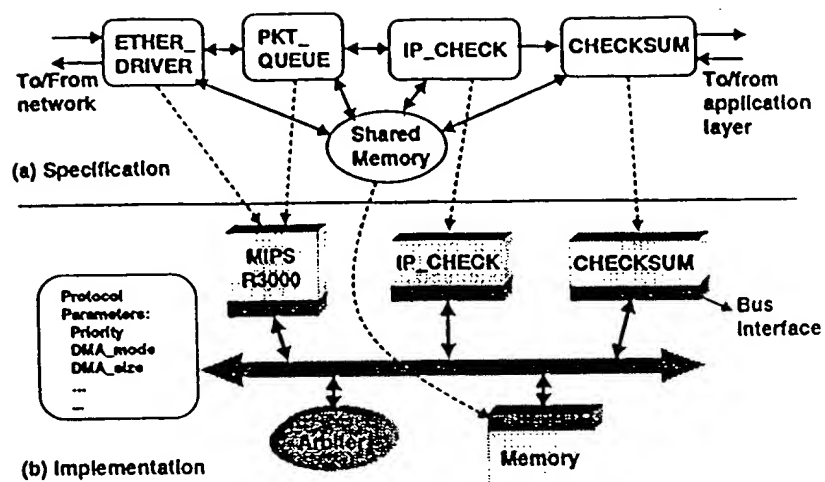 ETHER_
DRIVER
PKT_
QUEUE
IP_CHECK
CHECKSUM
To/From
network
To/from
application
layer
Shared
Memory
(a) Specification
MIPS
R3000
IP_CHECK
CHECKSUM
Bus
Interface
Protocol
Parameters:
Priority
DMA_mode
DMA_size
...
...
Arbiter
Memory
(b) Implementation